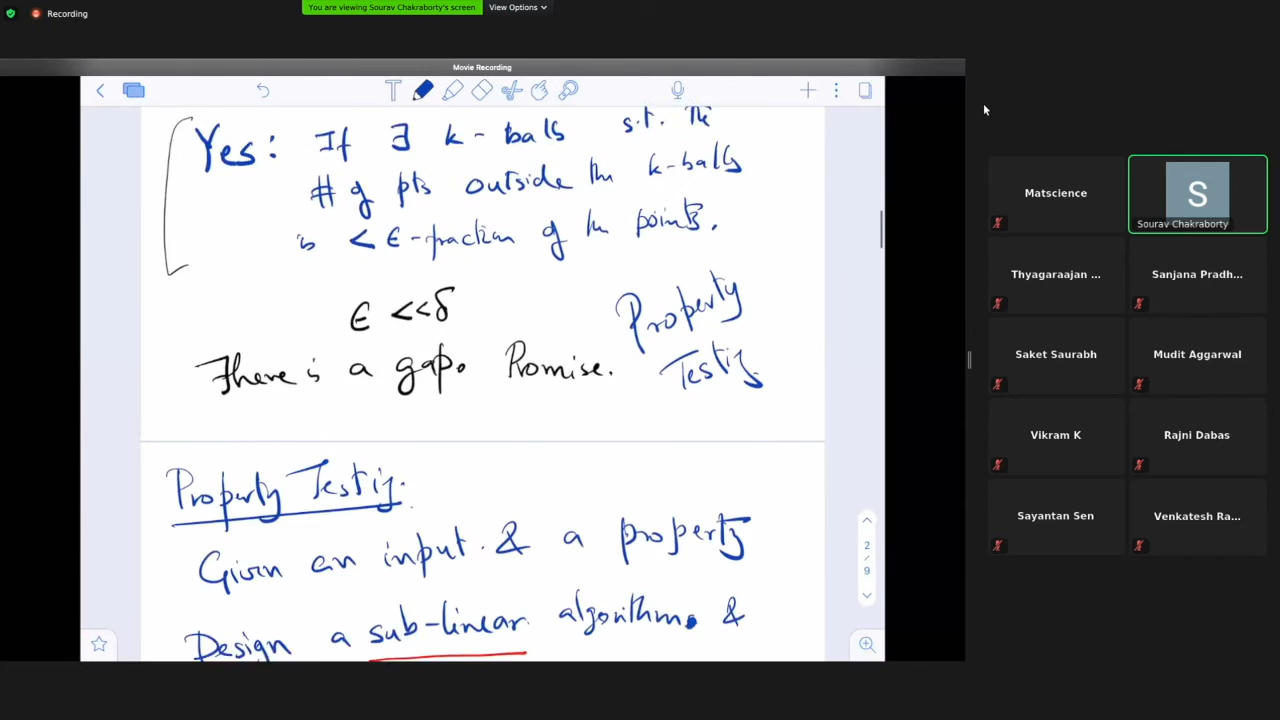 Recording
You are viewing Sourav Chakraborty's screen
View Options
Movie Recording
T
Yes: If ∃ k-balls s.t. the
# of pts outside the k-balls
is < ϵ-fraction of the points.
ϵ << δ
There is a gap. Promise.
Property
Testing
Property Testing.
Given an input & a property
Design a sub-linear algorithm &
2
/
9
Matscience
S
Sourav Chakraborty
Thyagaraajan ...
Sanjana Pradh...
Saket Saurabh
Mudit Aggarwal
Vikram K
Rajni Dabas
Sayantan Sen
Venkatesh Ra...